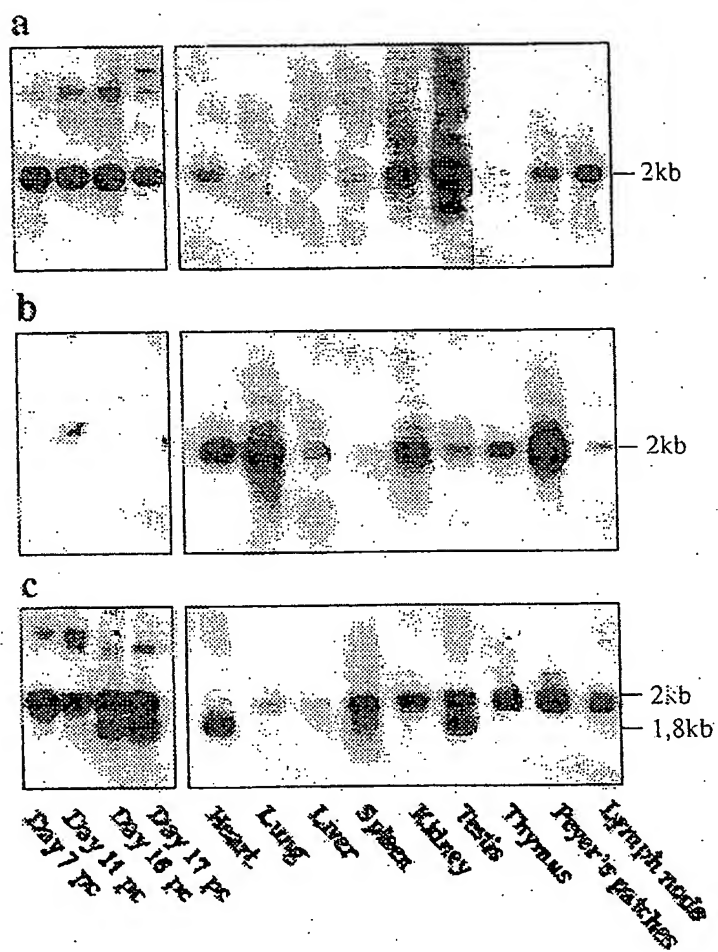 a
2kb
b
2kb
c
2kb
1,8kb
Day 7 pc
Day 11 pc
Day 15 pc
Day 17 pc
Heart
Lung
Liver
Spleen
Kidney
Testis
Thymus
Peyer's patches
Lymph node